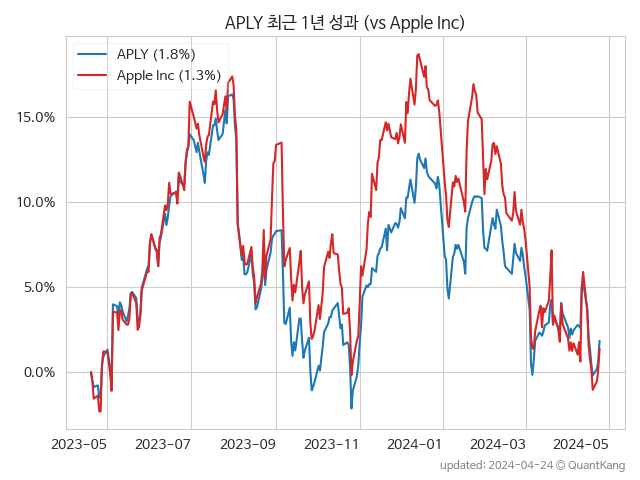 APLY 최근 1년 성과 (vs Apple Inc)
APLY (1.8%)
Apple Inc (1.3%)
15.0%
10.0%
5.0%
0.0%
2023-05 2023-07 2023-09 2023-11 2024-01 2024-03 2024-05
updated: 2024-04-24 © QuantKang